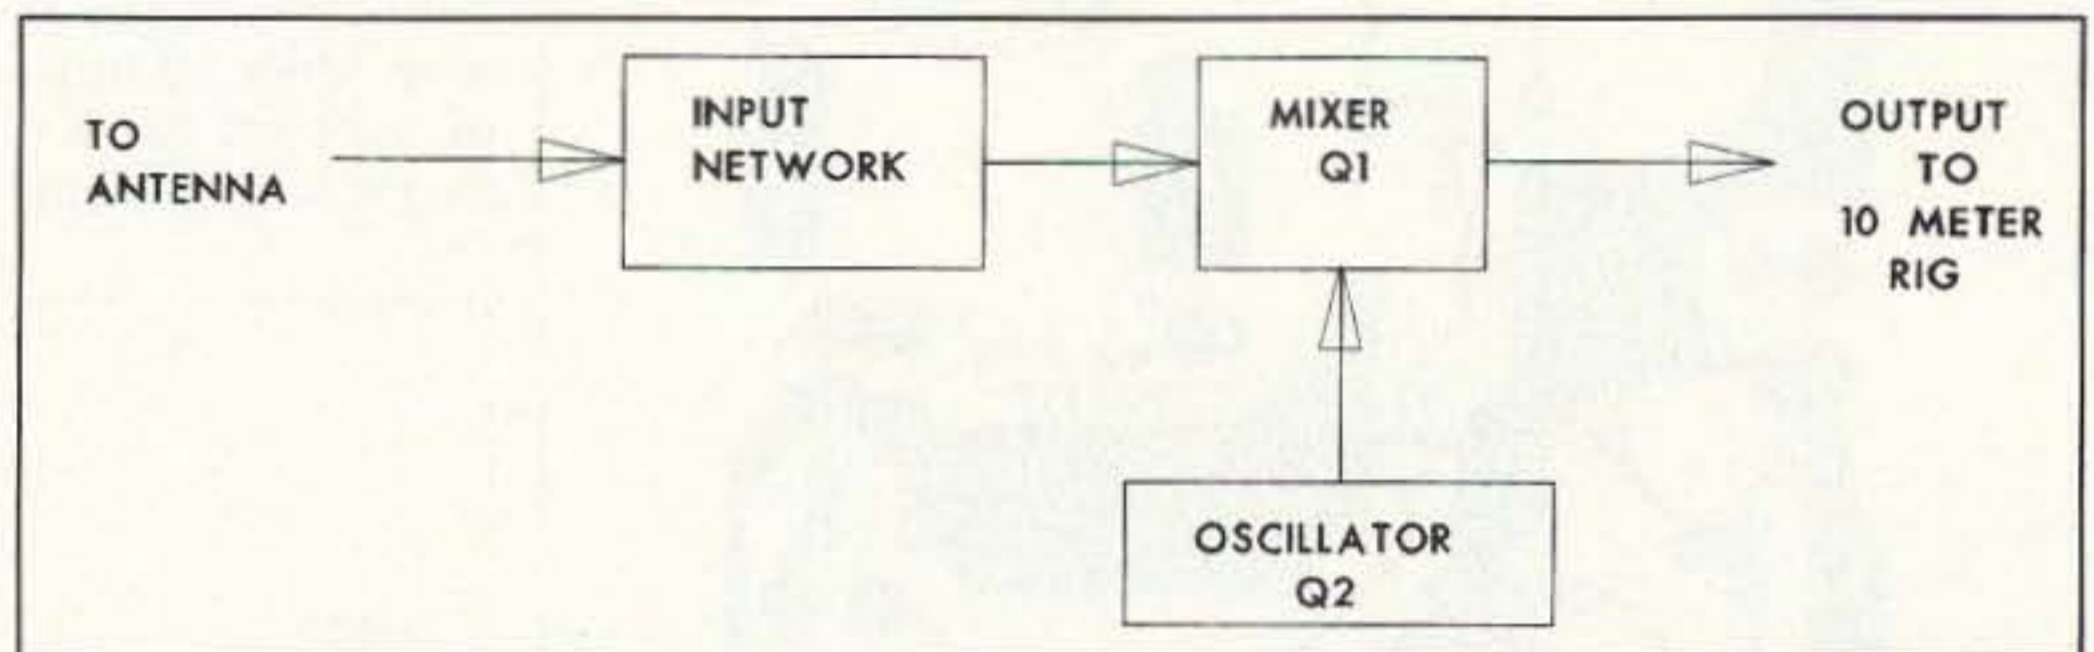 TO
ANTENNA
INPUT
NETWORK
MIXER
Q1
OUTPUT
TO
10 METER
RIG
OSCILLATOR
Q2